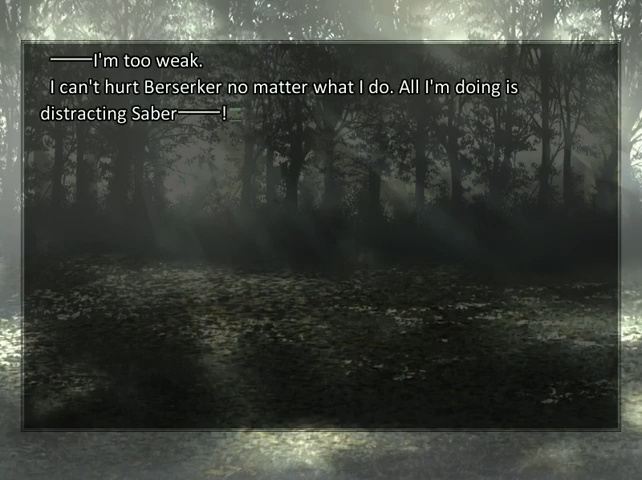 ───I'm too weak.
I can't hurt Berserker no matter what I do. All I'm doing is
distracting Saber───!